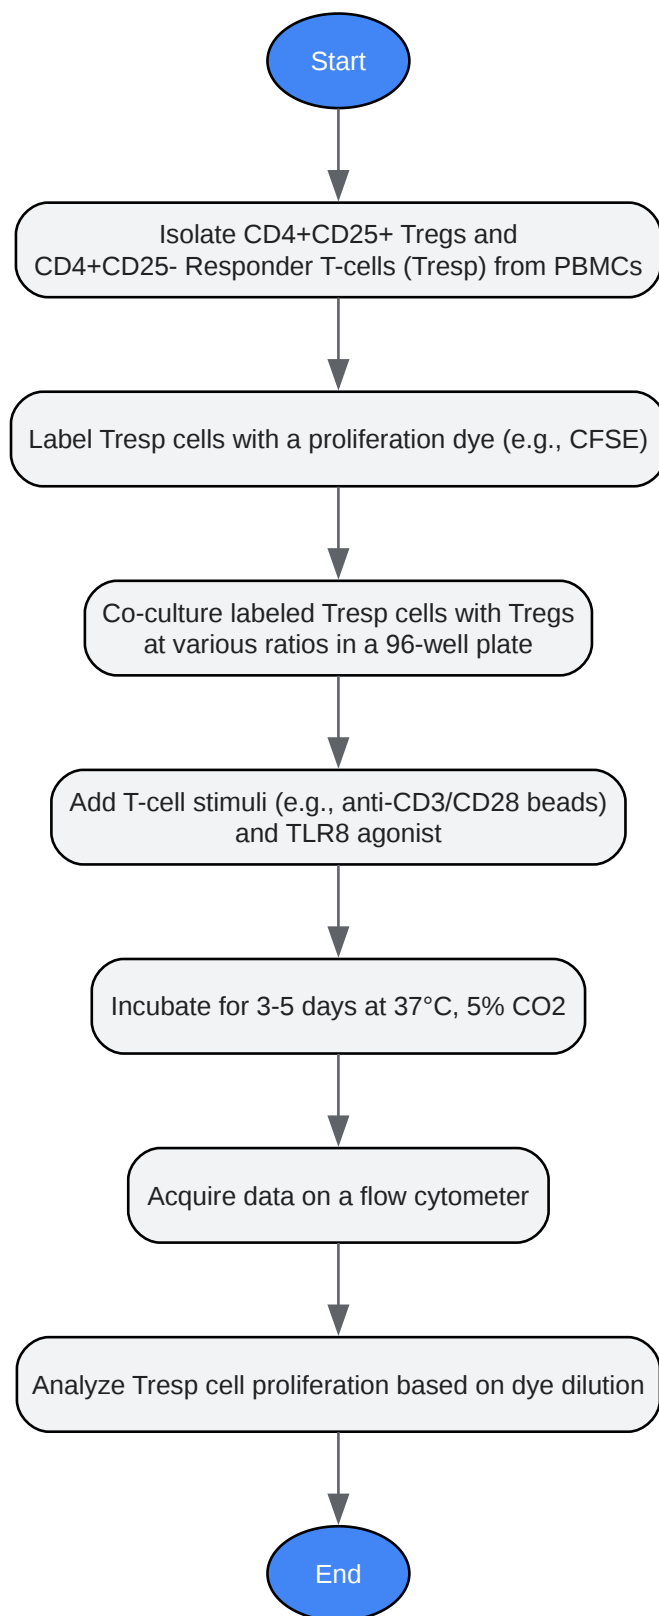 Start
Isolate CD4+CD25+ Tregs and
CD4+CD25- Responder T-cells (Tresp) from PBMCs
Label Tresp cells with a proliferation dye (e.g., CFSE)
Co-culture labeled Tresp cells with Tregs
at various ratios in a 96-well plate
Add T-cell stimuli (e.g., anti-CD3/CD28 beads)
and TLR8 agonist
Incubate for 3-5 days at 37°C, 5% CO2
Acquire data on a flow cytometer
Analyze Tresp cell proliferation based on dye dilution
End